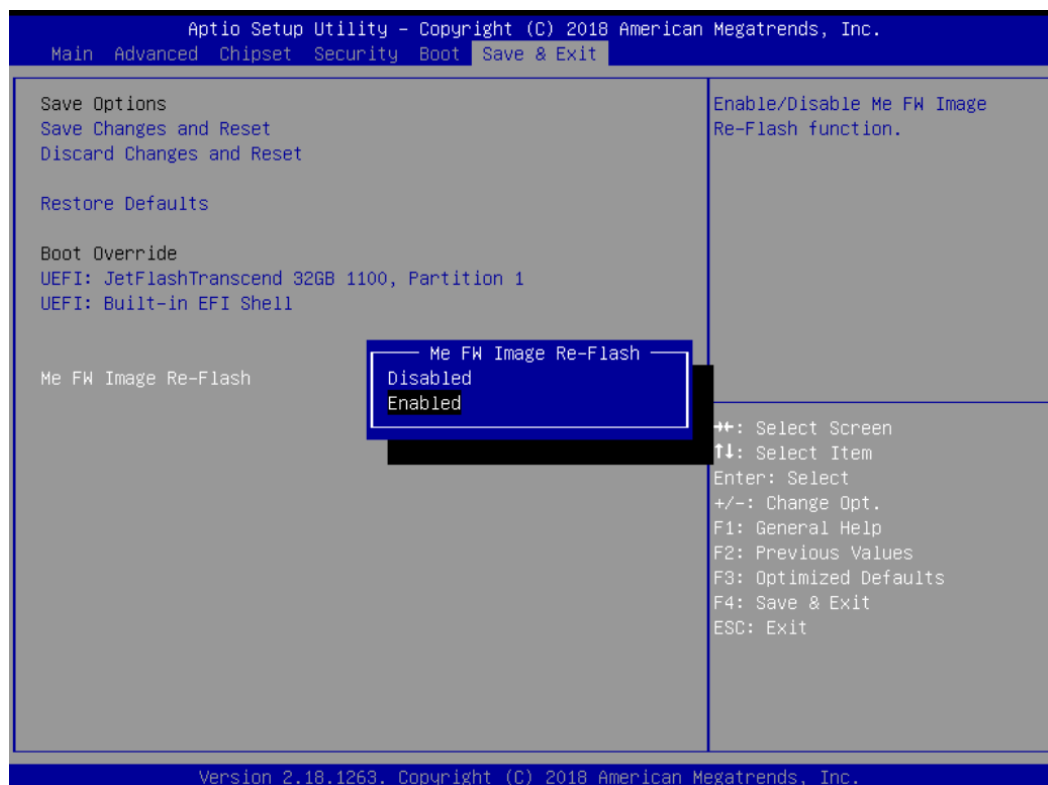 Aptio Setup Utility – Copyright (C) 2018 American Megatrends, Inc.
Main Advanced Chipset Security Boot Save & Exit
Save Options
Save Changes and Reset
Discard Changes and Reset
Restore Defaults
Boot Override
UEFI: JetFlashTranscend 32GB 1100, Partition 1
UEFI: Built-in EFI Shell
Me FW Image Re-Flash
Me FW Image Re-Flash
Disabled
Enabled
Enable/Disable Me FW Image
Re-Flash function.
→←: Select Screen
↑↓: Select Item
Enter: Select
+/-: Change Opt.
F1: General Help
F2: Previous Values
F3: Optimized Defaults
F4: Save & Exit
ESC: Exit
Version 2.18.1263. Copyright (C) 2018 American Megatrends, Inc.